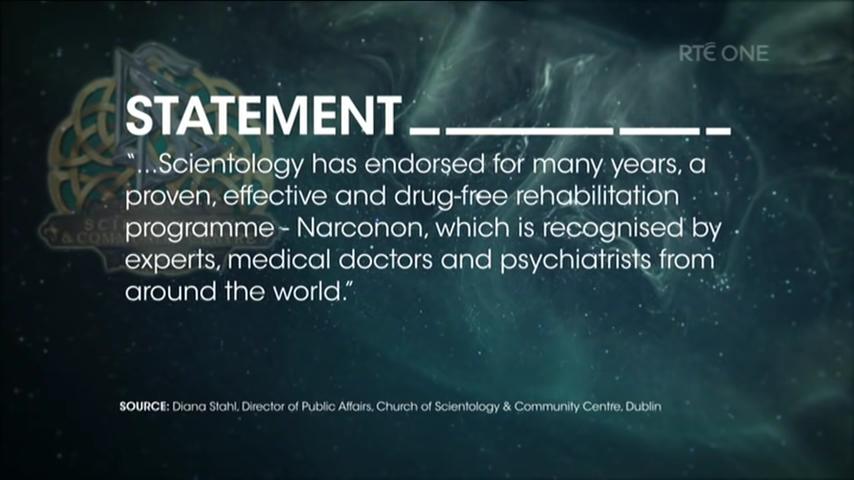 RTÉ ONE
STATEMENT
"...Scientology has endorsed for many years, a
proven, effective and drug-free rehabilitation
programme - Narconon, which is recognised by
experts, medical doctors and psychiatrists from
around the world."
SOURCE: Diana Stahl, Director of Public Affairs, Church of Scientology & Community Centre, Dublin